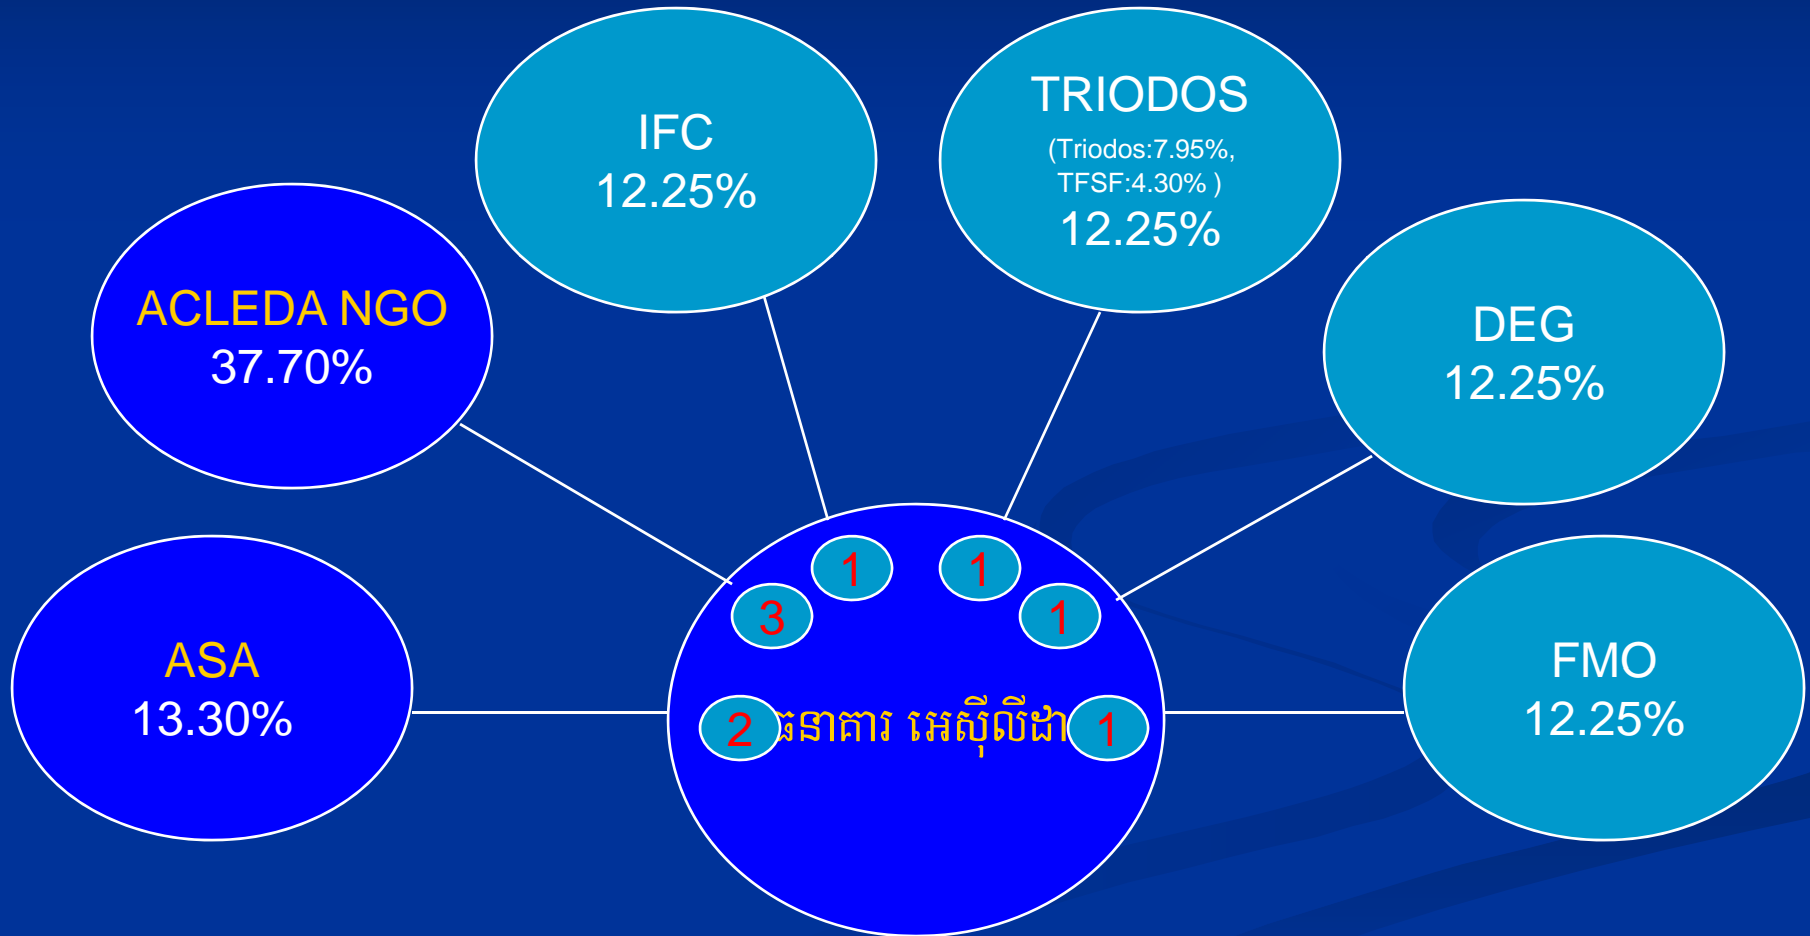 IFC
12.25%
TRIODOS
(Triodos:7.95%,
TFSF:4.30% )
12.25%
ACLEDA NGO
37.70%
DEG
12.25%
ASA
13.30%
FMO
12.25%
1
1
3
1
2
ធនាគារ អេស៊ីលីដា
1